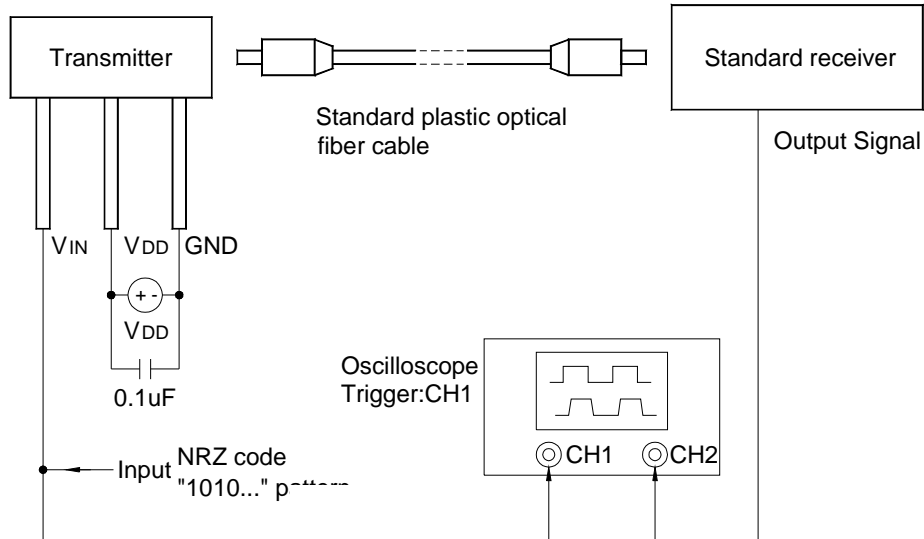 Transmitter
Standard receiver
Standard plastic optical
fiber cable
Output Signal
VIN
VDD
GND
+ -
VDD
0.1uF
Oscilloscope
Trigger:CH1
CH1
CH2
Input
NRZ code
"1010..."